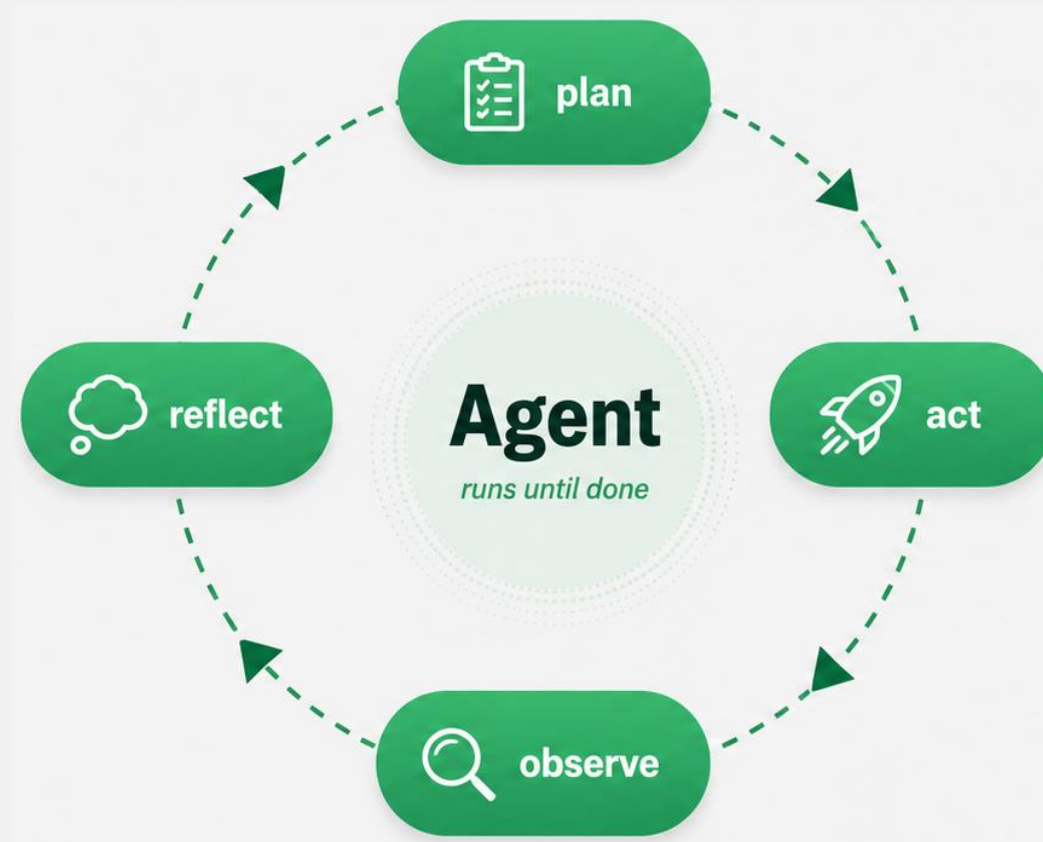 plan
reflect
Agent
runs until done
act
observe